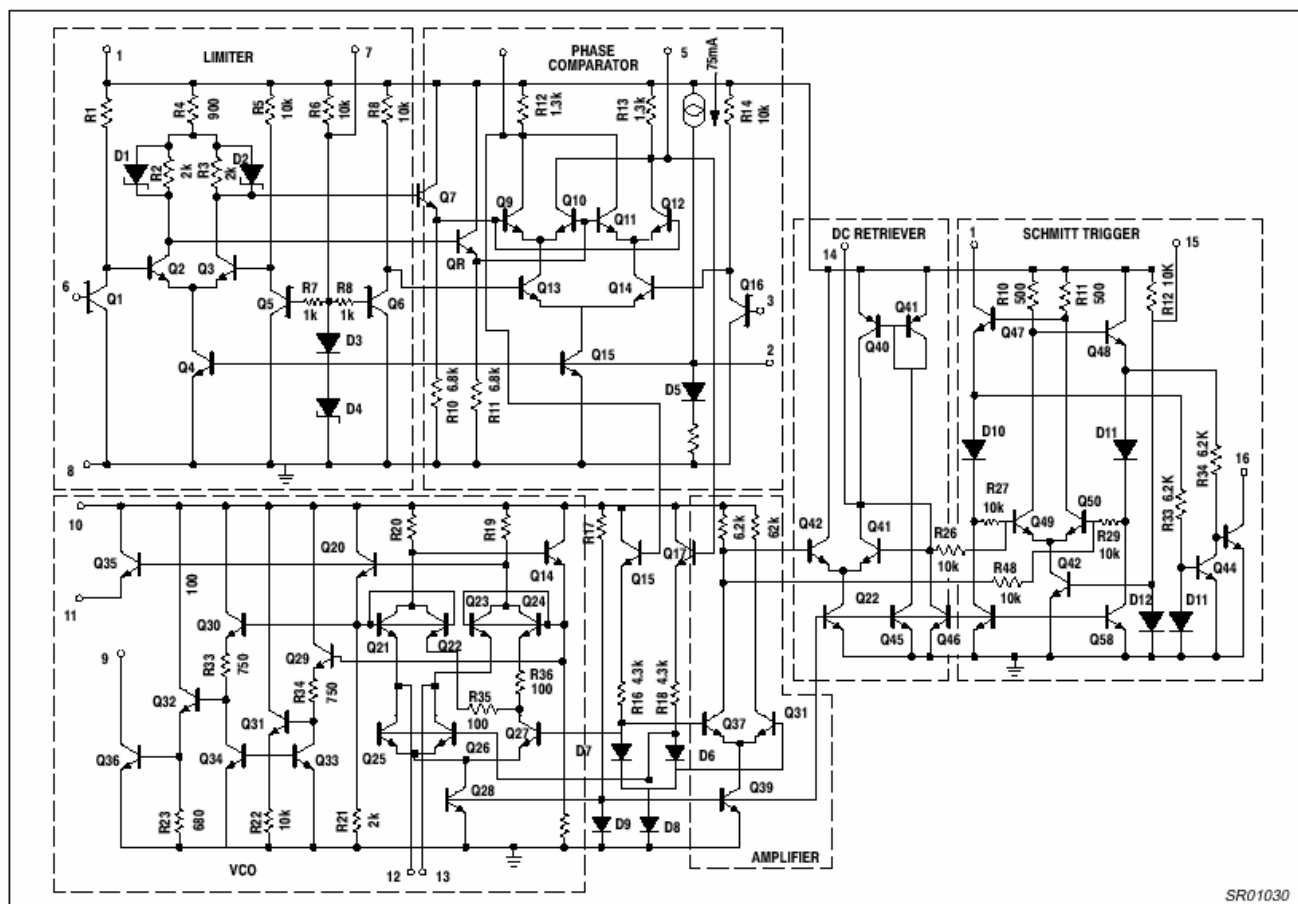 LIMITER
1
7
R1
R4
900
R5
10k
R6
10k
R8
10k
D1
R2
2k
R3
2k
D2
6
Q1
Q2
Q3
Q5
R7
1k
R8
1k
Q6
D3
Q4
D4
8
PHASE
COMPARATOR
5
75mA
R12
1.3k
R13
1.3k
R14
10k
Q7
Q9
Q10
Q11
Q12
QR
Q13
Q14
Q16
3
Q15
2
R10 6.8k
R11 6.8k
D5
DC RETRIEVER
14
Q41
Q40
Q42
Q41
R26
10k
Q22
Q45
Q46
SCHMITT TRIGGER
1
15
R10
500
R11
500
R12 10K
Q47
Q48
D10
D11
R34 6.2K
16
R27
10k
Q49
Q50
R29
10k
R33 6.2K
R48
10k
Q42
Q44
D12
D11
Q58
10
R20
R19
Q35
100
Q20
Q14
11
Q30
Q23
Q24
Q21
Q22
9
R33
750
Q29
R34
750
R36
100
Q32
R35
100
Q31
Q36
Q34
Q33
Q25
Q26
Q27
Q28
R23
680
R22
10k
R21
2k
VCO
12
13
R17
Q15
Q17
R16 4.3k
R18 4.3k
D7
D6
D9
D8
6.2k
62k
Q37
Q31
Q39
AMPLIFIER
SR01030